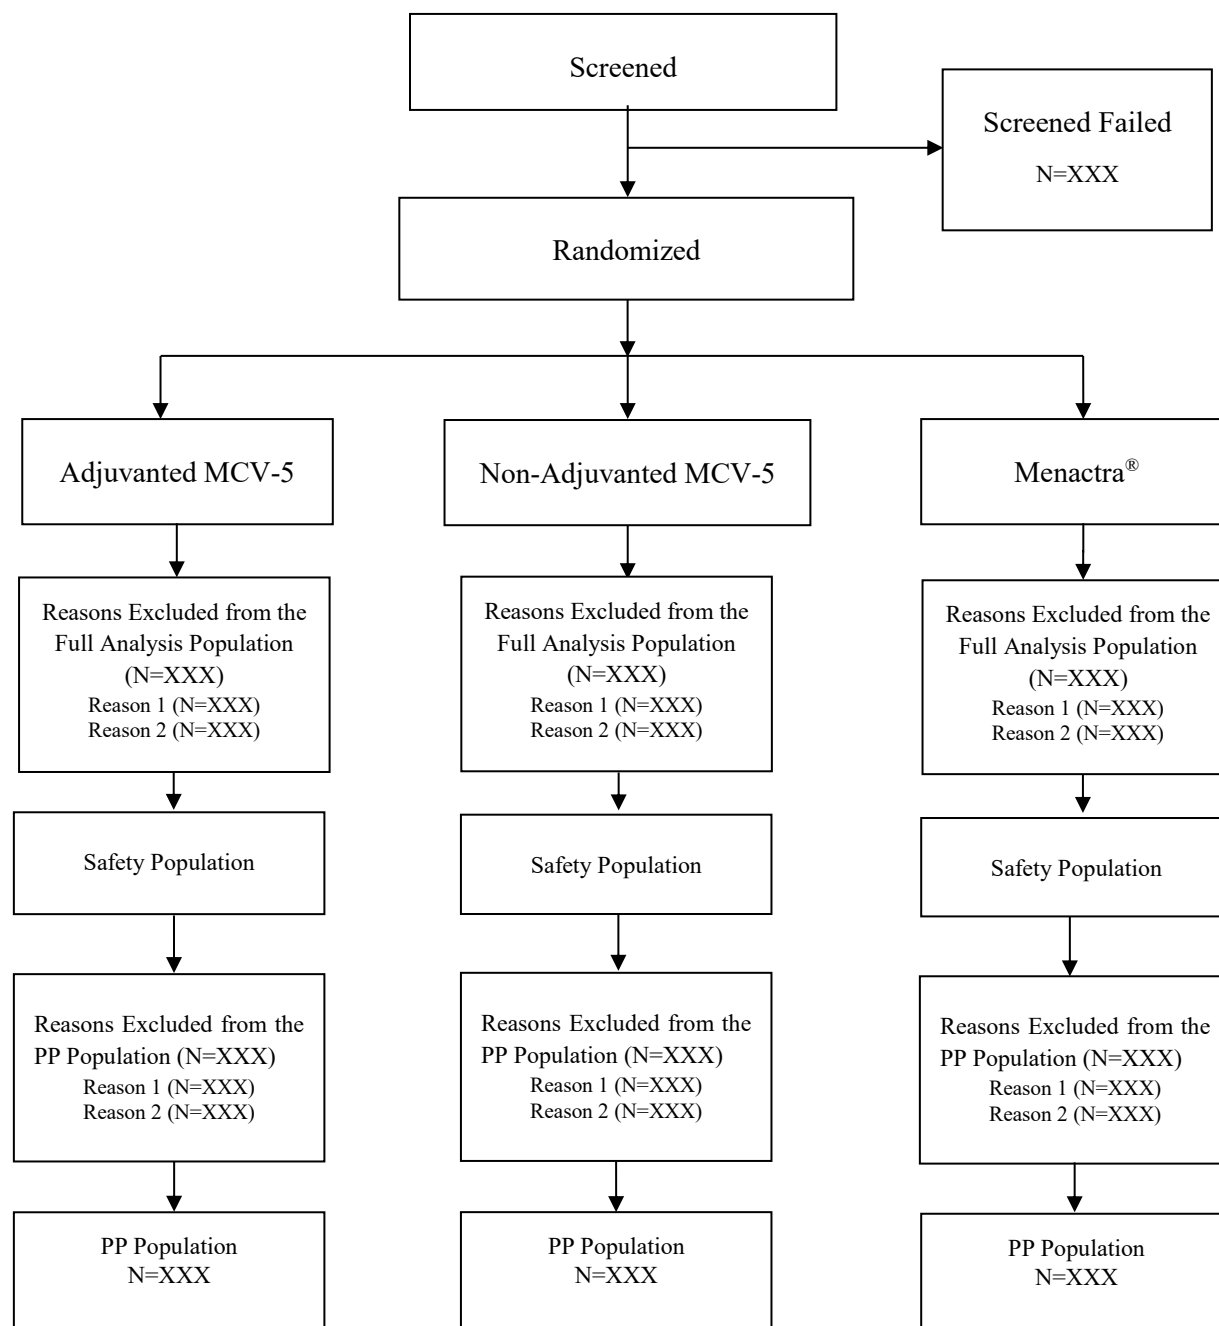 Screened
Screened Failed
N=XXX
Randomized
Adjuvanted MCV-5
Non-Adjuvanted MCV-5
Menactra®
Reasons Excluded from the
Full Analysis Population
(N=XXX)
Reason 1 (N=XXX)
Reason 2 (N=XXX)
Reasons Excluded from the
Full Analysis Population
(N=XXX)
Reason 1 (N=XXX)
Reason 2 (N=XXX)
Reasons Excluded from the
Full Analysis Population
(N=XXX)
Reason 1 (N=XXX)
Reason 2 (N=XXX)
Safety Population
Safety Population
Safety Population
Reasons Excluded from the
PP Population (N=XXX)
Reason 1 (N=XXX)
Reason 2 (N=XXX)
Reasons Excluded from the
PP Population (N=XXX)
Reason 1 (N=XXX)
Reason 2 (N=XXX)
Reasons Excluded from the
PP Population (N=XXX)
Reason 1 (N=XXX)
Reason 2 (N=XXX)
PP Population
N=XXX
PP Population
N=XXX
PP Population
N=XXX